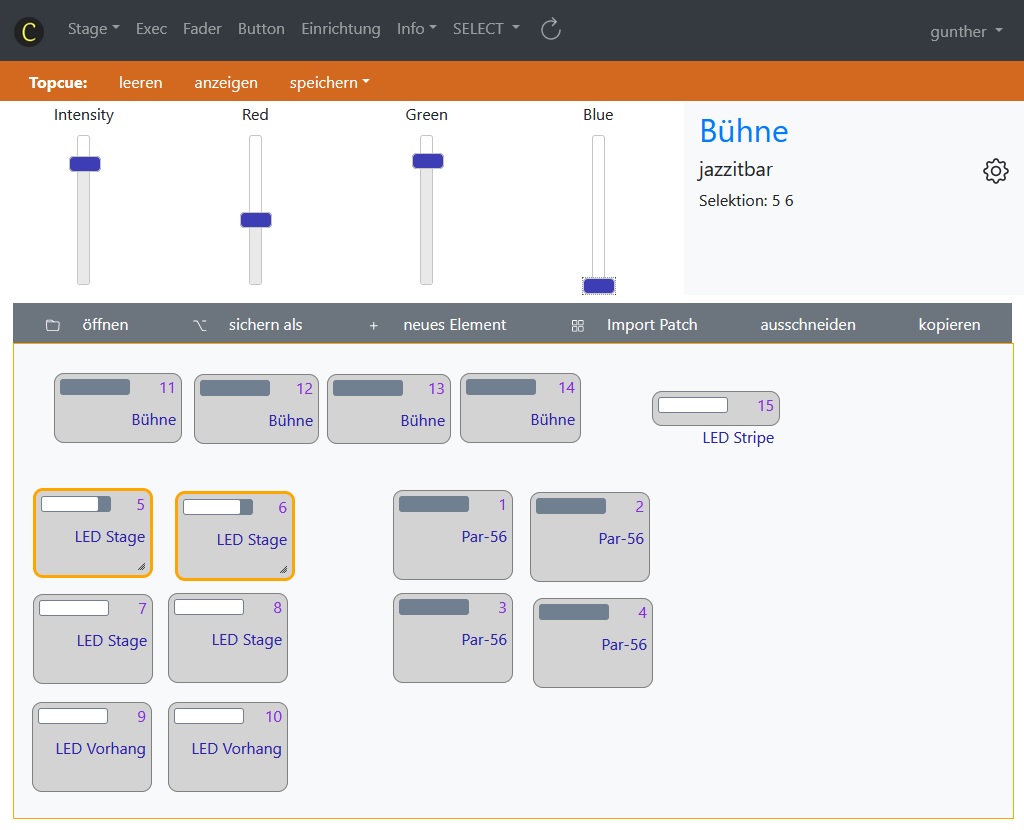 C Stage Exec Fader Button Einrichtung Info SELECT gunther
Topcue: leeren anzeigen speichern
Intensity Red Green Blue
Bühne
jazzitbar
Selektion: 5 6
öffnen sichern als + neues Element Import Patch ausschneiden kopieren
11 12 13 14 15
Bühne Bühne Bühne Bühne LED Stripe
5 6 1 2
LED Stage LED Stage Par-56 Par-56
7 8 3 4
LED Stage LED Stage Par-56 Par-56
9 10
LED Vorhang LED Vorhang